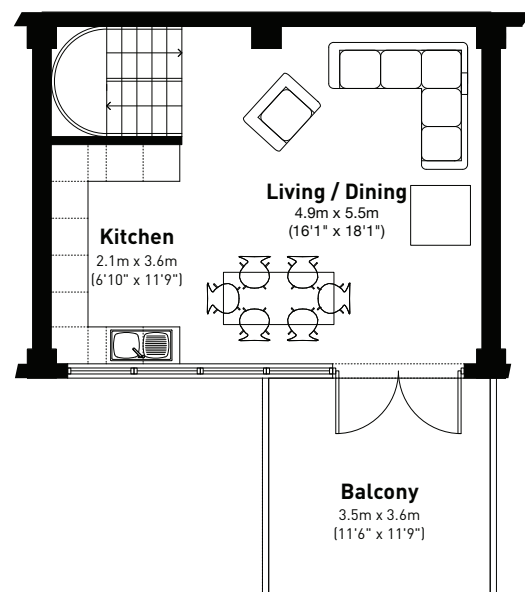 Living / Dining
4.9m x 5.5m
(16'1" x 18'1")
Kitchen
2.1m x 3.6m
(6'10" x 11'9")
Balcony
3.5m x 3.6m
(11'6" x 11'9")